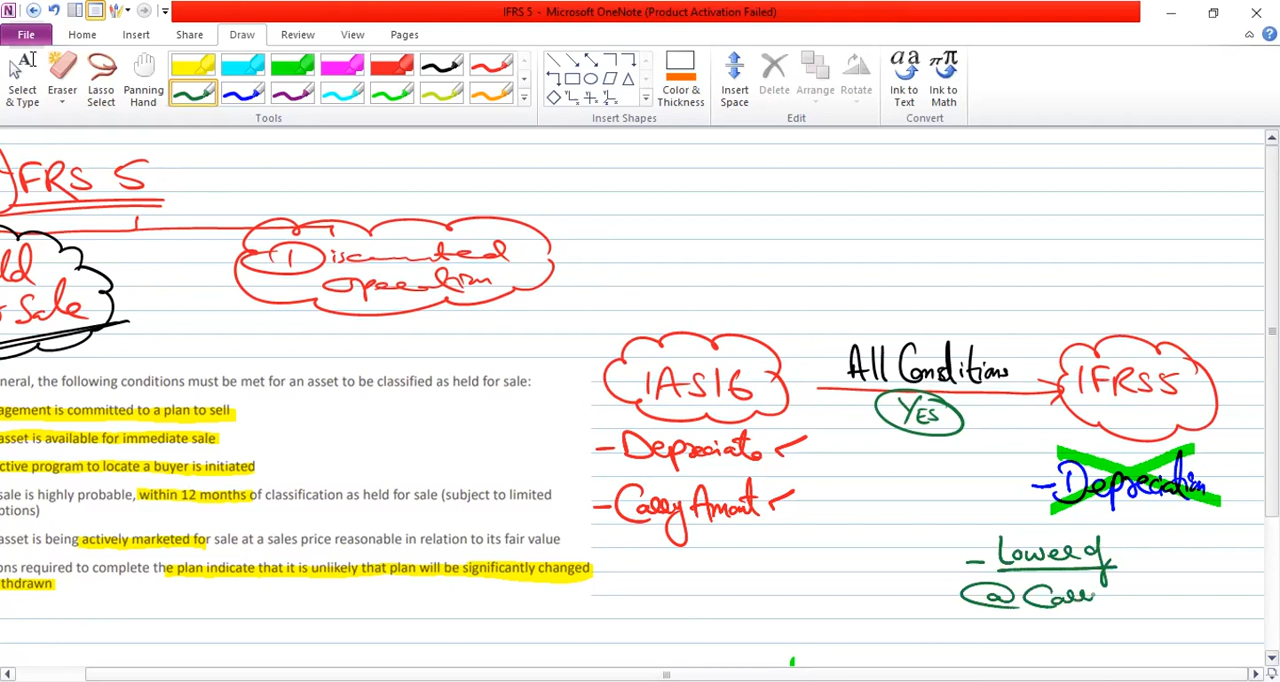 IFRS 5 - Microsoft OneNote (Product Activation Failed)
File Home Insert Share Draw Review View Pages
Select & Type
Eraser
Lasso Select
Panning Hand
Color & Thickness
Insert Space
Delete
Arrange
Rotate
Ink to Text
Ink to Math
Tools
Insert Shapes
Edit
Convert
FRS 5
ld
Sale
(1) iscounted
operation
neral, the following conditions must be met for an asset to be classified as held for sale:
agement is committed to a plan to sell
asset is available for immediate sale
ctive program to locate a buyer is initiated
sale is highly probable, within 12 months of classification as held for sale (subject to limited
ptions)
asset is being actively marketed for sale at a sales price reasonable in relation to its fair value
ons required to complete the plan indicate that it is unlikely that plan will be significantly changed
thdrawn
IAS16
- Depreciate ✓
- Carry Amount ✓
All Conditions
YES
IFRS5
- Depreciation
- Lower of
(a) Carr